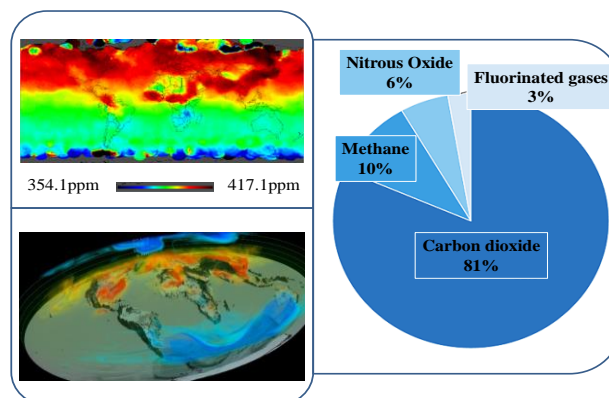 354.1ppm 417.1ppm
Nitrous Oxide
6%
Fluorinated gases
3%
Methane
10%
Carbon dioxide
81%